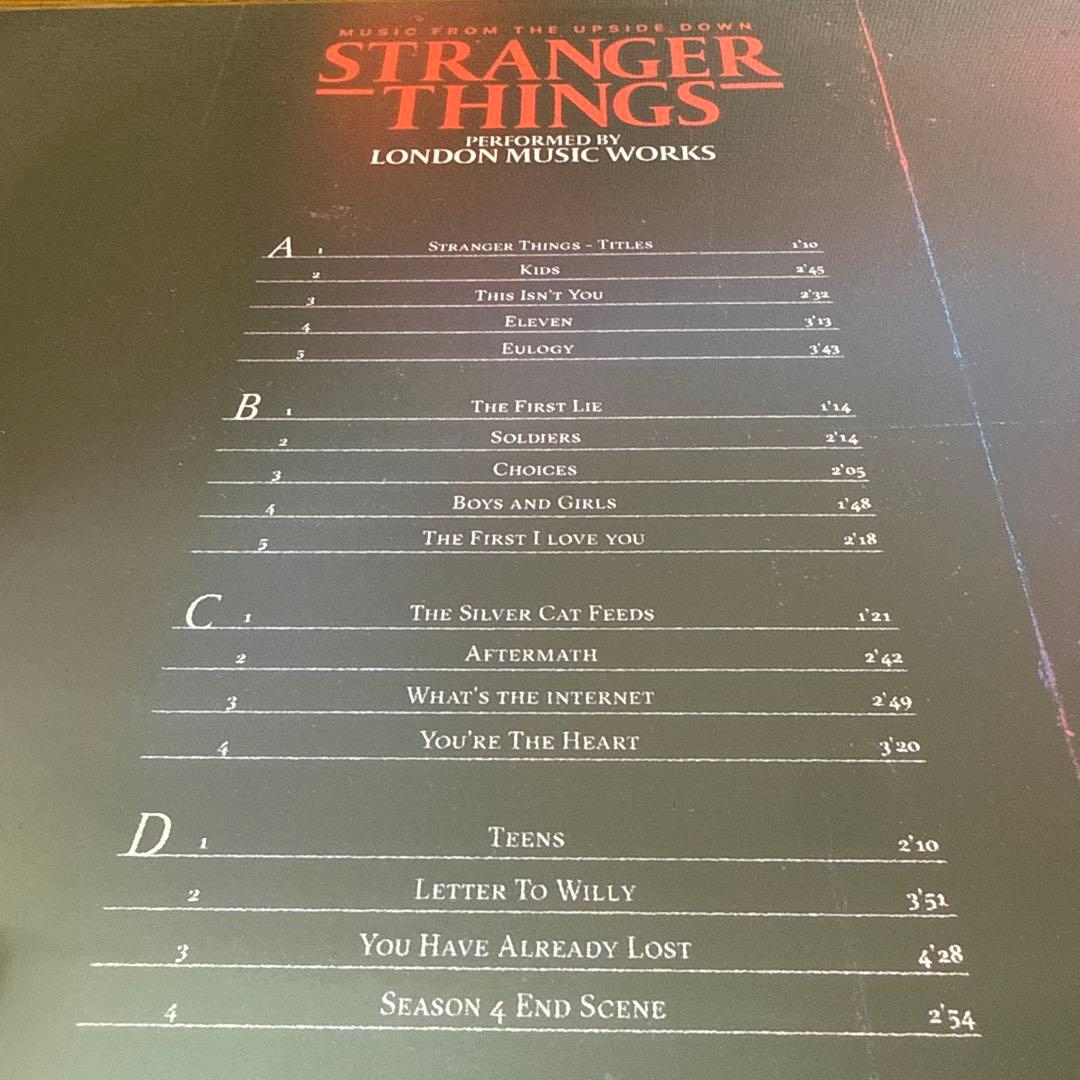 MUSIC FROM THE UPSIDE DOWN
STRANGER
THINGS
PERFORMED BY
LONDON MUSIC WORKS
A 1 STRANGER THINGS - TITLES 1'10
2 KIDS 2'45
3 THIS ISN'T YOU 2'32
4 ELEVEN 3'13
5 EULOGY 3'43
B 1 THE FIRST LIE 1'14
2 SOLDIERS 2'14
3 CHOICES 2'05
4 BOYS AND GIRLS 1'48
5 THE FIRST I LOVE YOU 2'18
C 1 THE SILVER CAT FEEDS 1'21
2 AFTERMATH 2'42
3 WHAT'S THE INTERNET 2'49
4 YOU'RE THE HEART 3'20
D 1 TEENS 2'10
2 LETTER TO WILLY 3'51
3 YOU HAVE ALREADY LOST 4'28
4 SEASON 4 END SCENE 2'54